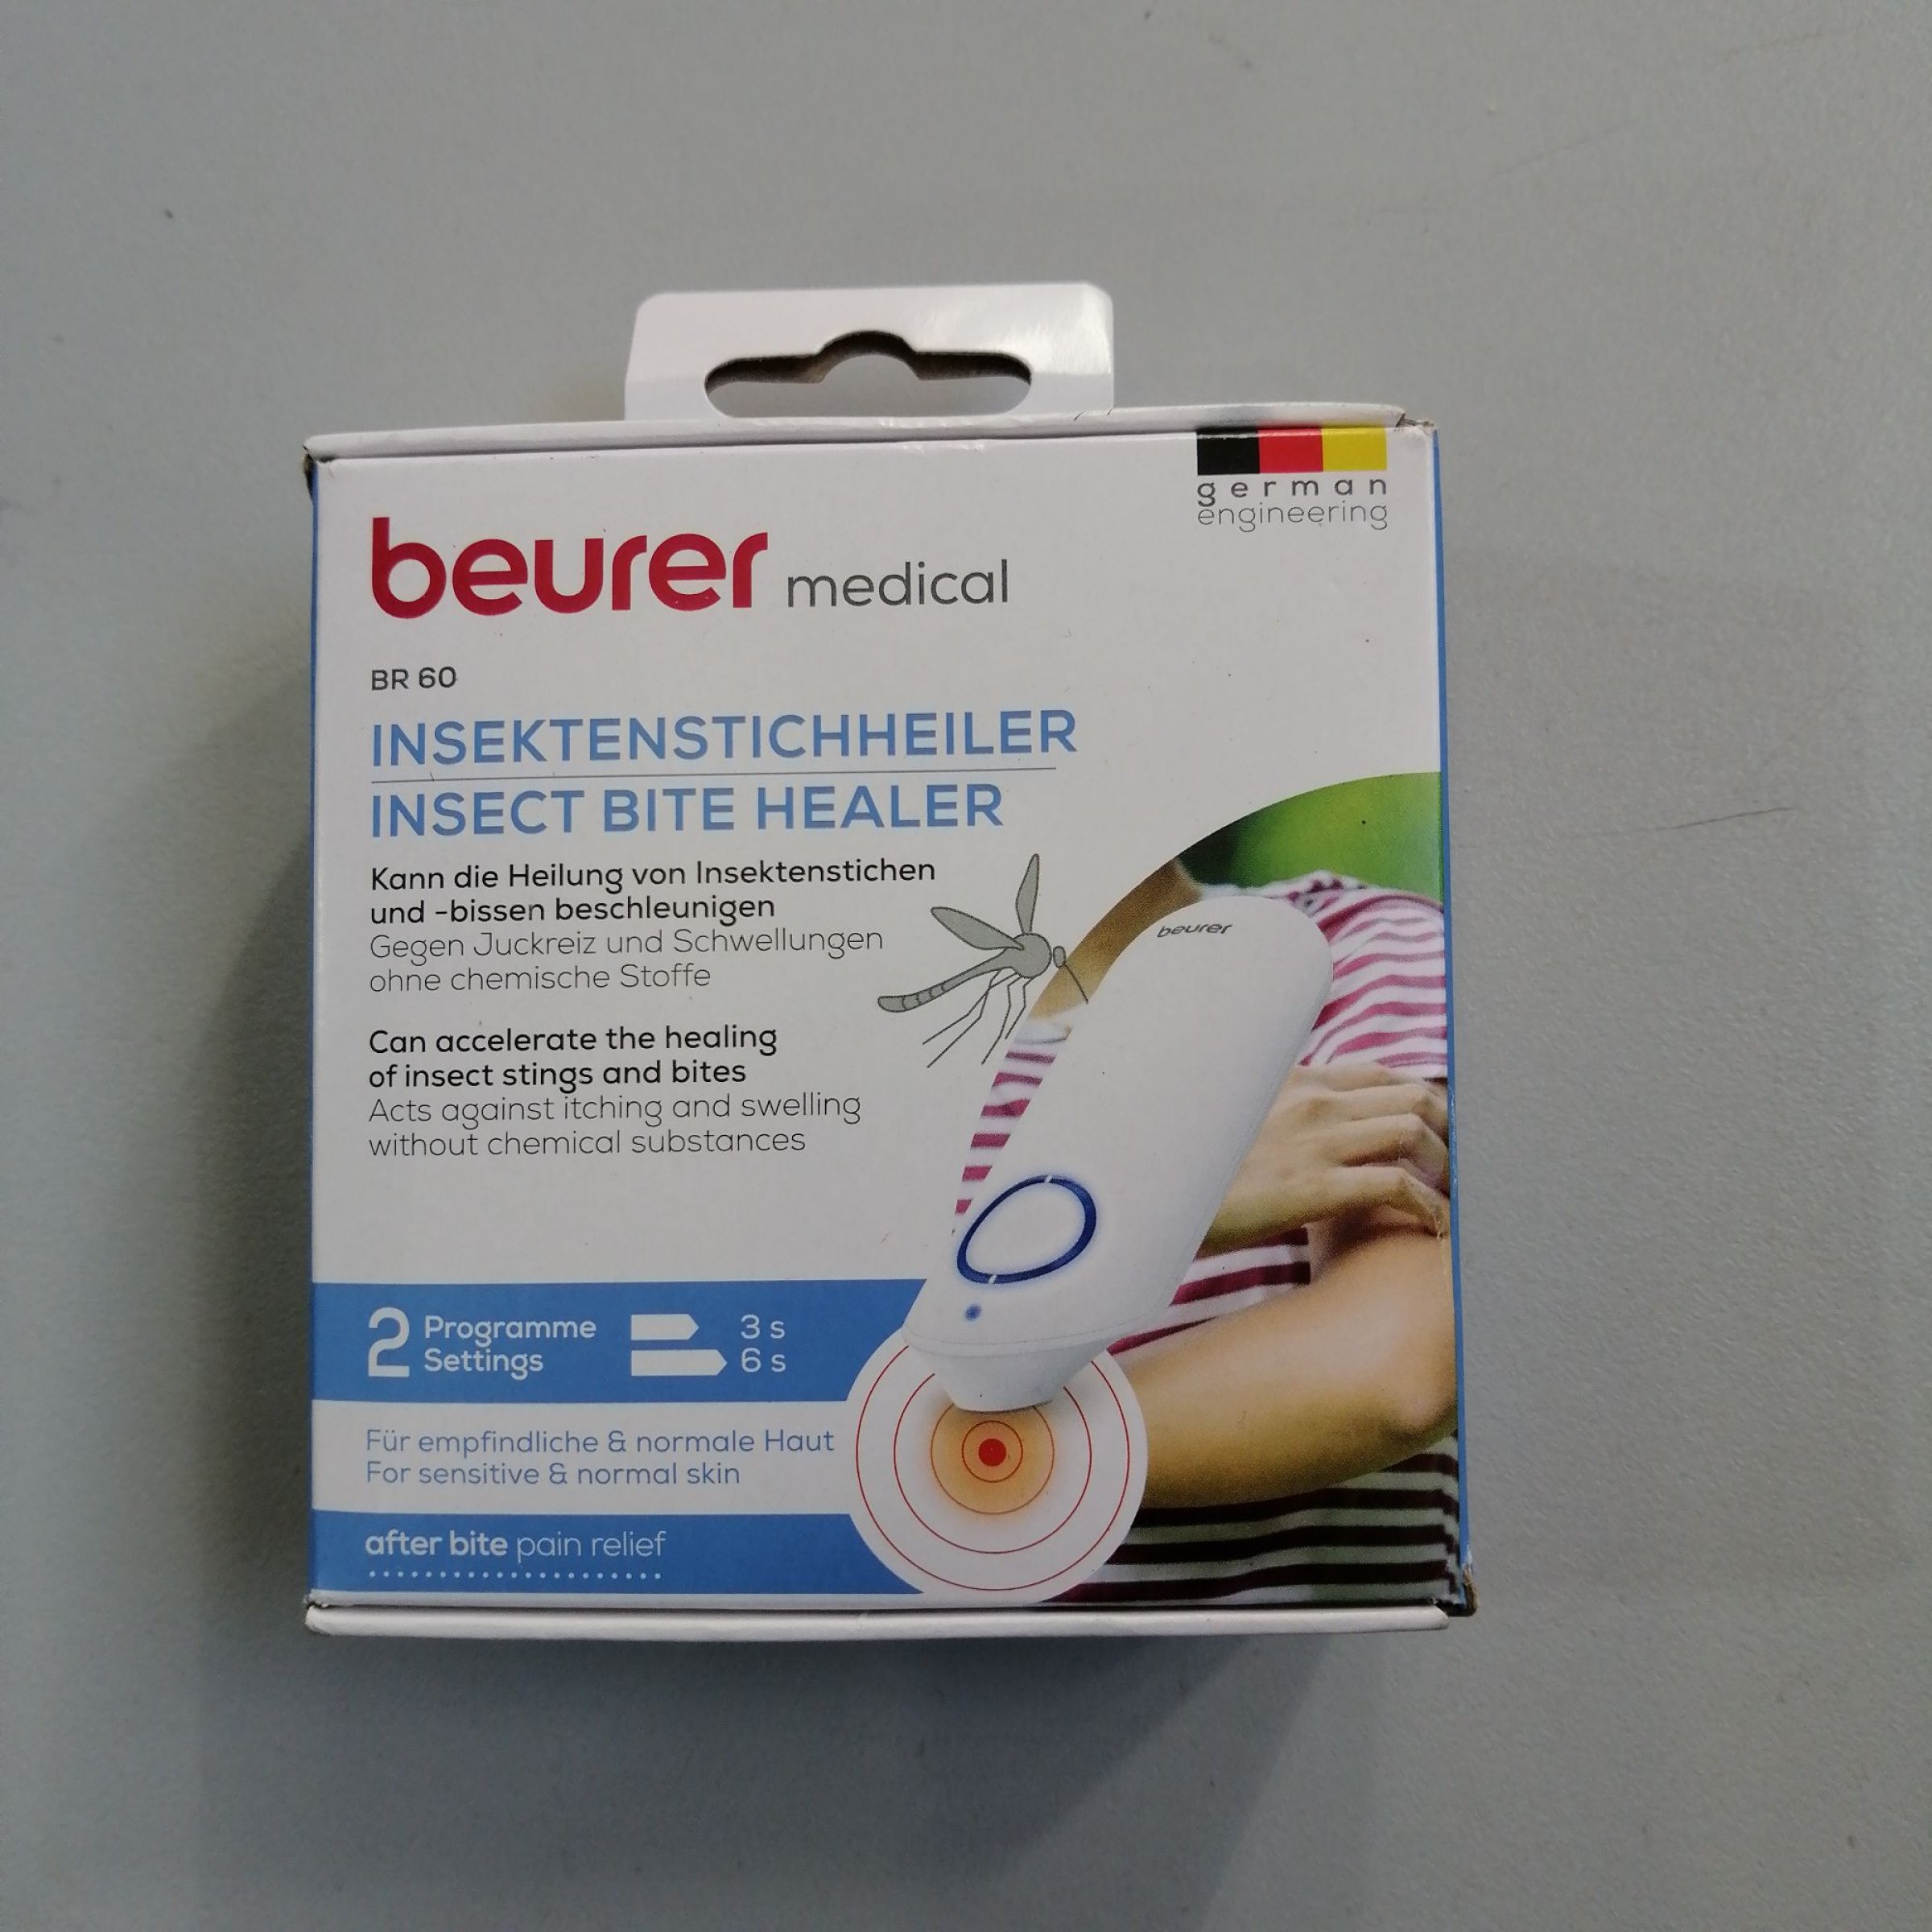 german
engineering
beurer medical
BR 60
INSEKTENSTICHHEILER
INSECT BITE HEALER
Kann die Heilung von Insektenstichen
und -bissen beschleunigen
Gegen Juckreiz und Schwellungen
ohne chemische Stoffe
beurer
Can accelerate the healing
of insect stings and bites
Acts against itching and swelling
without chemical substances
2 Programme 3 s
Settings 6 s
Für empfindliche & normale Haut
For sensitive & normal skin
after bite pain relief